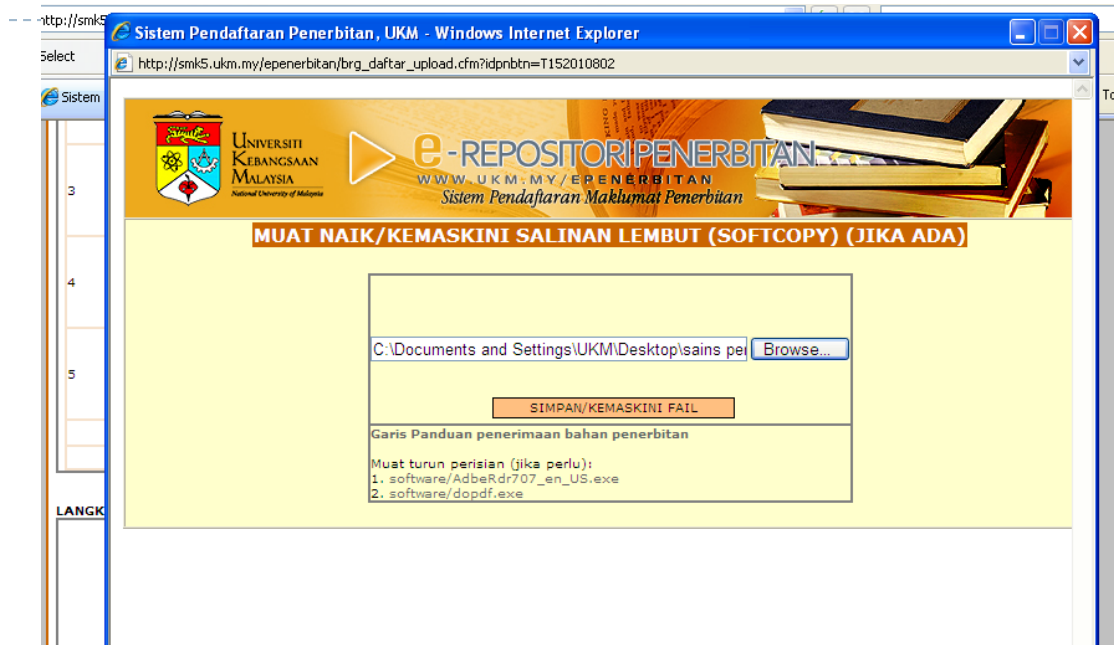 http://smk5
Select
Sistem
To
3
4
5
LANGK
Sistem Pendaftaran Penerbitan, UKM - Windows Internet Explorer
http://smk5.ukm.my/epenerbitan/brg_daftar_upload.cfm?idpnbtn=T152010802
UNIVERSITI
KEBANGSAAN
MALAYSIA
National University of Malaysia
e-REPOSITORI PENERBITAN
WWW.UKM.MY/EPENERBITAN
Sistem Pendaftaran Maklumat Penerbitan
MUAT NAIK/KEMASKINI SALINAN LEMBUT (SOFTCOPY) (JIKA ADA)
C:\Documents and Settings\UKM\Desktop\sains per
Browse...
SIMPAN/KEMASKINI FAIL
Garis Panduan penerimaan bahan penerbitan
Muat turun perisian (jika perlu):
1. software/AdbeRdr707_en_US.exe
2. software/dopdf.exe